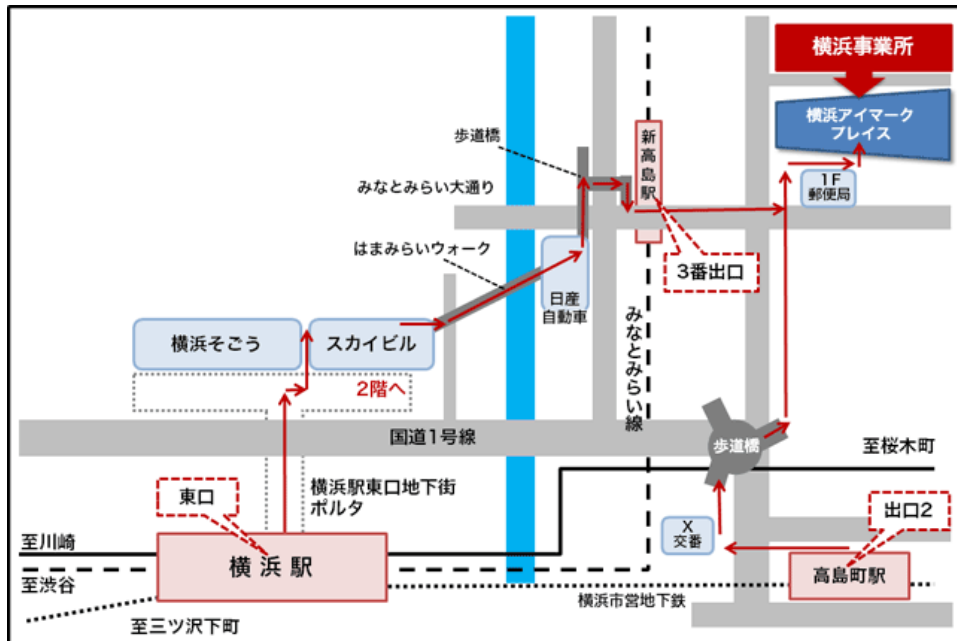 横浜事業所
横浜アイマーク
プレイス
歩道橋
新高島駅
1F
郵便局
みなとみらい大通り
はまみらいウォーク
3番出口
日産
自動車
横浜そごう
スカイビル
みなとみらい線
2階へ
国道1号線
歩道橋
至桜木町
横浜駅東口地下街
ポルタ
東口
出口2
X
交番
至川崎
横浜駅
高島町駅
至渋谷
横浜市営地下鉄
至三ツ沢下町